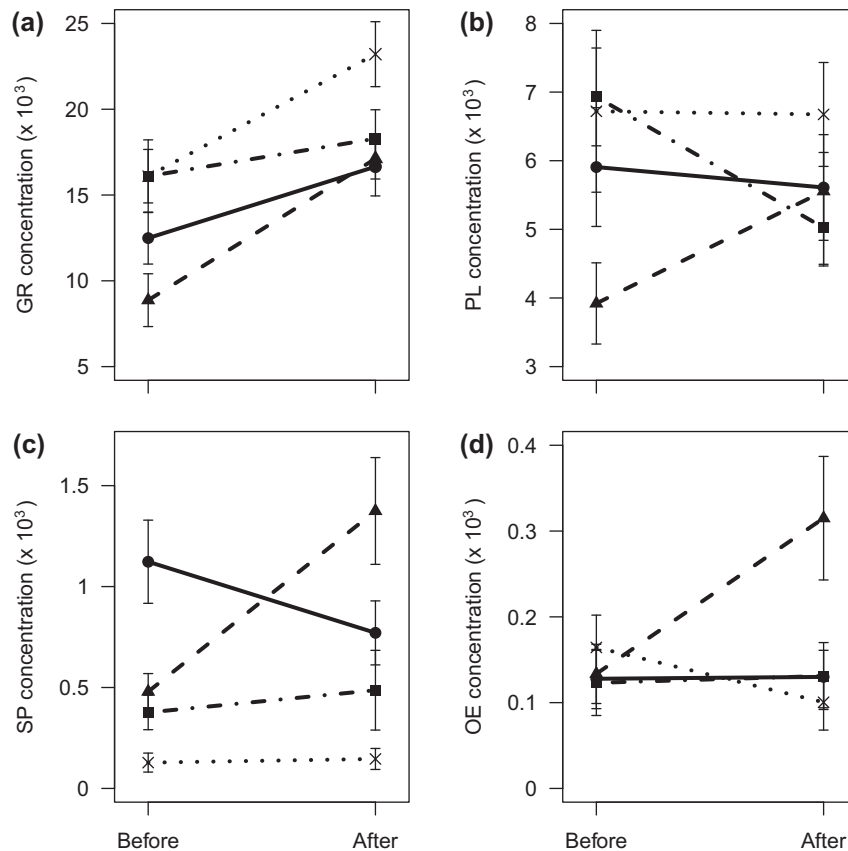 (a)
GR concentration (x 10³)
25
20
15
10
5
(b)
PL concentration (x 10³)
8
7
6
5
4
3
(c)
SP concentration (x 10³)
1.5
1
0.5
0
Before
After
(d)
OE concentration (x 10³)
0.4
0.3
0.2
0.1
0
Before
After